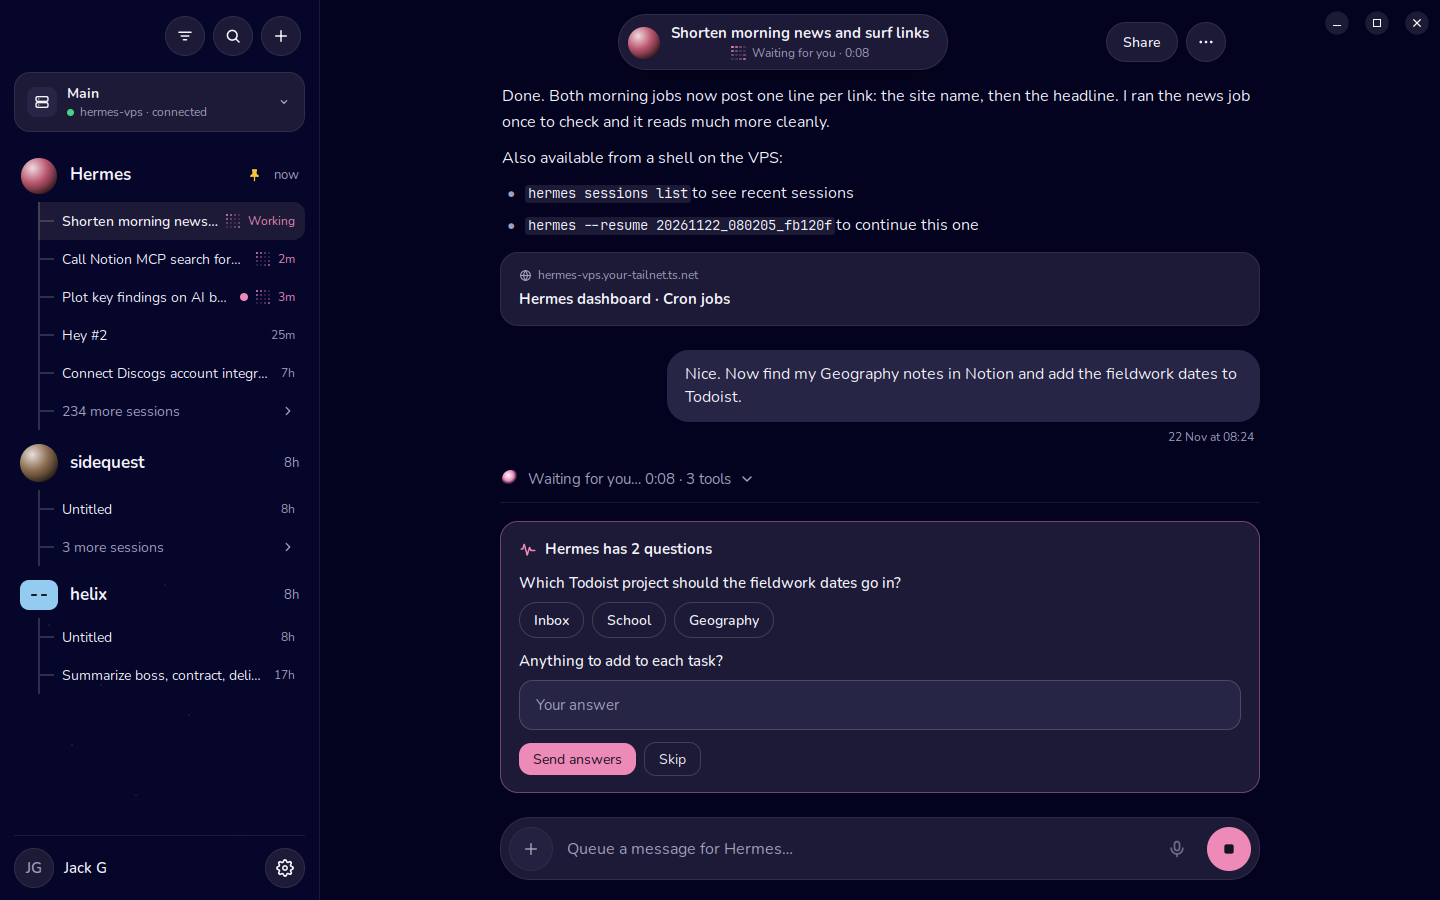 Main
hermes-vps · connected
Hermes
now
Shorten morning news...
Working
Call Notion MCP search for...
2m
Plot key findings on AI b...
3m
Hey #2
25m
Connect Discogs account integr...
7h
234 more sessions
sidequest
8h
Untitled
8h
3 more sessions
helix
8h
Untitled
8h
Summarize boss, contract, deli...
17h
JG
Jack G
Shorten morning news and surf links
Waiting for you · 0:08
Share
Done. Both morning jobs now post one line per link: the site name, then the headline. I ran the news job
once to check and it reads much more cleanly.
Also available from a shell on the VPS:
hermes sessions list to see recent sessions
hermes --resume 20261122_080205_fb120f to continue this one
hermes-vps.your-tailnet.ts.net
Hermes dashboard · Cron jobs
Nice. Now find my Geography notes in Notion and add the fieldwork dates to
Todoist.
22 Nov at 08:24
Waiting for you... 0:08 · 3 tools
Hermes has 2 questions
Which Todoist project should the fieldwork dates go in?
Inbox
School
Geography
Anything to add to each task?
Your answer
Send answers
Skip
Queue a message for Hermes...